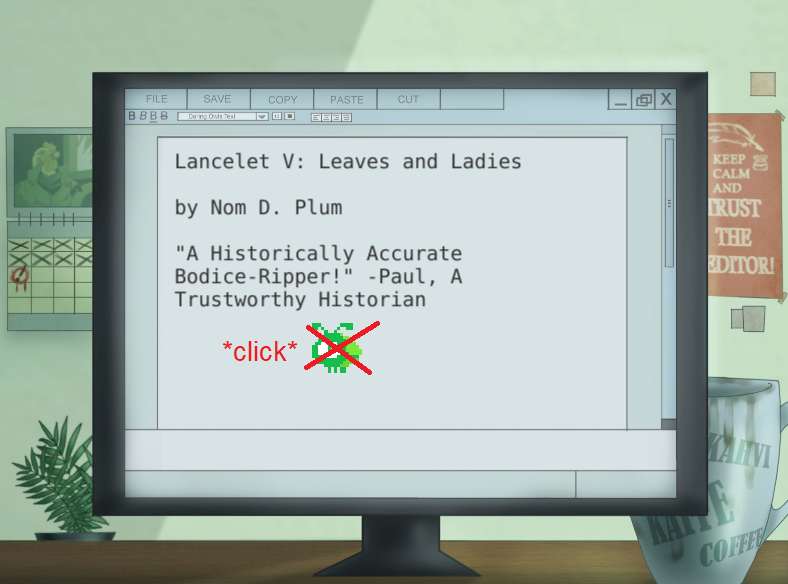 FILE SAVE COPY PASTE CUT X
B B B B Daring Owls Text 12
Lancelet V: Leaves and Ladies
by Nom D. Plum
"A Historically Accurate
Bodice-Ripper!" -Paul, A
Trustworthy Historian
*click*
KEEP
CALM
AND
TRUST
THE
EDITOR!
KAHVI
KAFFE
COFFEE